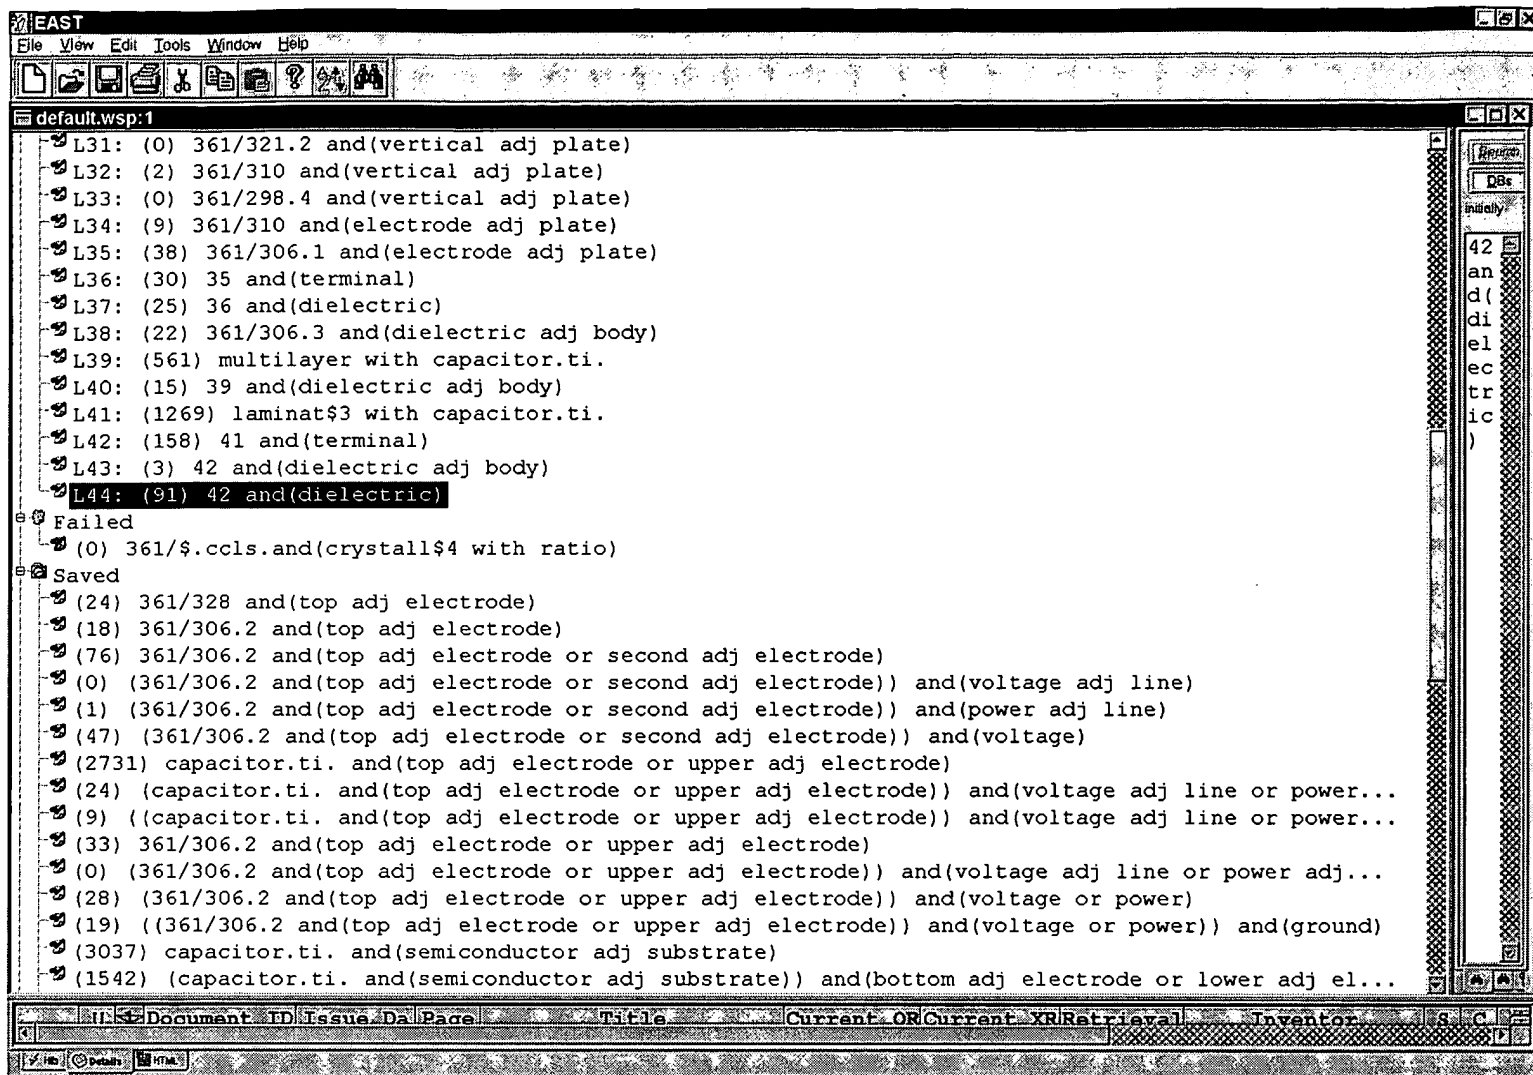 EAST
File View Edit Tools Window Help
default.wsp:1
L31: (0) 361/321.2 and(vertical adj plate)
L32: (2) 361/310 and(vertical adj plate)
L33: (0) 361/298.4 and(vertical adj plate)
L34: (9) 361/310 and(electrode adj plate)
L35: (38) 361/306.1 and(electrode adj plate)
L36: (30) 35 and(terminal)
L37: (25) 36 and(dielectric)
L38: (22) 361/306.3 and(dielectric adj body)
L39: (561) multilayer with capacitor.ti.
L40: (15) 39 and(dielectric adj body)
L41: (1269) laminat$3 with capacitor.ti.
L42: (158) 41 and(terminal)
L43: (3) 42 and(dielectric adj body)
L44: (91) 42 and(dielectric)
Failed
(0) 361/$.ccls.and(crystall$4 with ratio)
Saved
(24) 361/328 and(top adj electrode)
(18) 361/306.2 and(top adj electrode)
(76) 361/306.2 and(top adj electrode or second adj electrode)
(0) (361/306.2 and(top adj electrode or second adj electrode)) and(voltage adj line)
(1) (361/306.2 and(top adj electrode or second adj electrode)) and(power adj line)
(47) (361/306.2 and(top adj electrode or second adj electrode)) and(voltage)
(2731) capacitor.ti. and(top adj electrode or upper adj electrode)
(24) (capacitor.ti. and(top adj electrode or upper adj electrode)) and(voltage adj line or power...
(9) ((capacitor.ti. and(top adj electrode or upper adj electrode)) and(voltage adj line or power...
(33) 361/306.2 and(top adj electrode or upper adj electrode)
(0) (361/306.2 and(top adj electrode or upper adj electrode)) and(voltage adj line or power adj...
(28) (361/306.2 and(top adj electrode or upper adj electrode)) and(voltage or power)
(19) ((361/306.2 and(top adj electrode or upper adj electrode)) and(voltage or power)) and(ground)
(3037) capacitor.ti. and(semiconductor adj substrate)
(1542) (capacitor.ti. and(semiconductor adj substrate)) and(bottom adj electrode or lower adj el...
Search
DBs
Initially
42
an
d(
di
el
ec
tr
ic
)
U Document ID Issue Da Page Title Current OR Current XR Retrieval Inventor S C
Details HTML